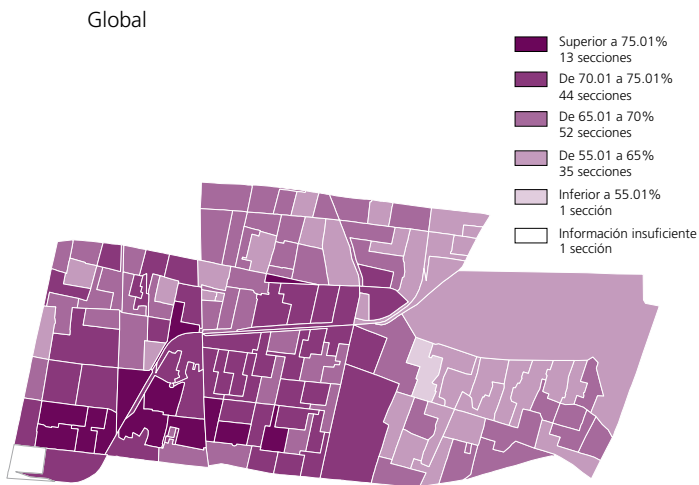 Global
Superior a 75.01%
13 secciones
De 70.01 a 75.01%
44 secciones
De 65.01 a 70%
52 secciones
De 55.01 a 65%
35 secciones
Inferior a 55.01%
1 sección
Información insuficiente
1 sección